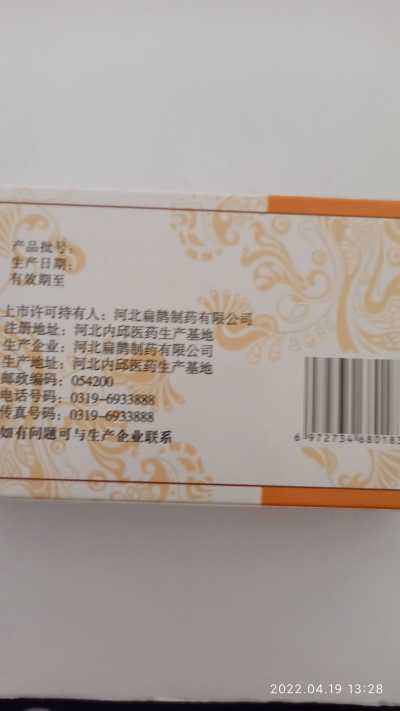 产品批号：
生产日期：
有效期至
上市许可持有人：河北扁鹊制药有限公司
注册地址：河北内邱医药生产基地
生产企业：河北扁鹊制药有限公司
生产地址：河北内邱医药生产基地
邮政编码：054200
电话号码：0319-6933888
传真号码：0319-6933888
如有问题可与生产企业联系
6 972734 680183
2022.04.19 13:28